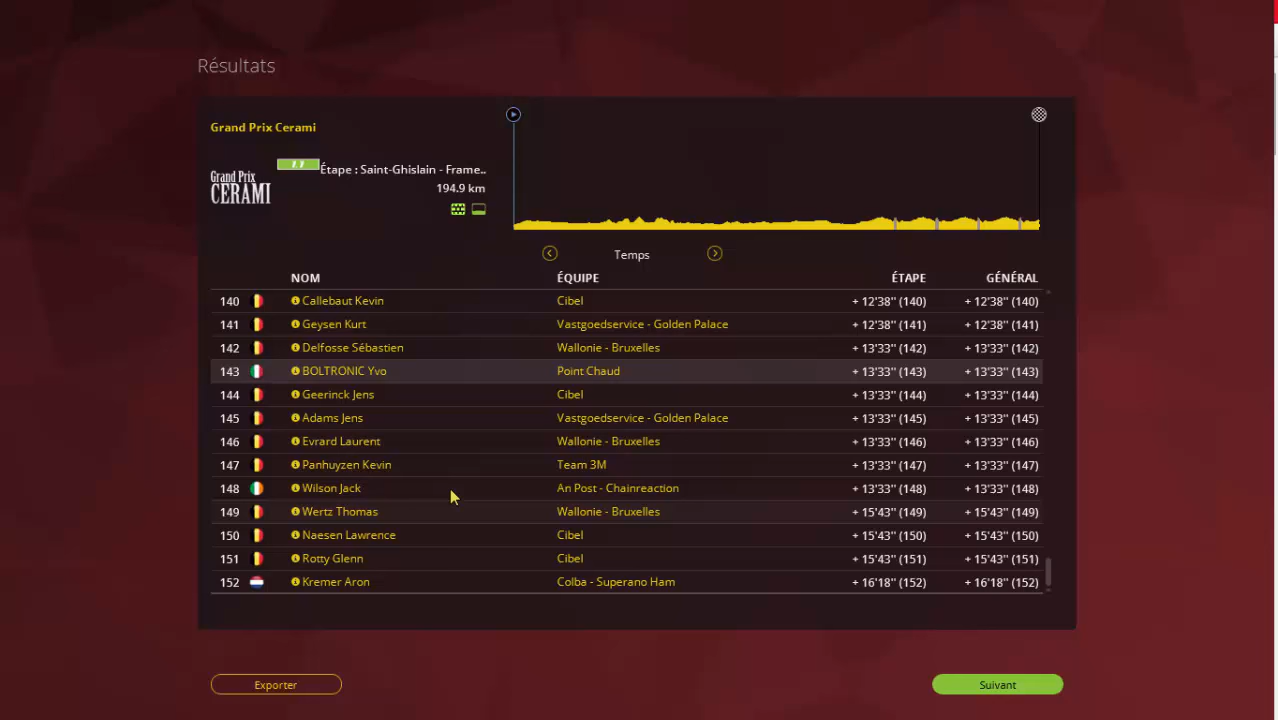 Résultats
Grand Prix Cerami
Grand Prix
CERAMI
Étape : Saint-Ghislain - Frame..
194.9 km
Temps
NOM ÉQUIPE ÉTAPE GÉNÉRAL
140 Callebaut Kevin Cibel + 12'38'' (140) + 12'38'' (140)
141 Geysen Kurt Vastgoedservice - Golden Palace + 12'38'' (141) + 12'38'' (141)
142 Delfosse Sébastien Wallonie - Bruxelles + 13'33'' (142) + 13'33'' (142)
143 BOLTRONIC Yvo Point Chaud + 13'33'' (143) + 13'33'' (143)
144 Geerinck Jens Cibel + 13'33'' (144) + 13'33'' (144)
145 Adams Jens Vastgoedservice - Golden Palace + 13'33'' (145) + 13'33'' (145)
146 Evrard Laurent Wallonie - Bruxelles + 13'33'' (146) + 13'33'' (146)
147 Panhuyzen Kevin Team 3M + 13'33'' (147) + 13'33'' (147)
148 Wilson Jack An Post - Chainreaction + 13'33'' (148) + 13'33'' (148)
149 Wertz Thomas Wallonie - Bruxelles + 15'43'' (149) + 15'43'' (149)
150 Naesen Lawrence Cibel + 15'43'' (150) + 15'43'' (150)
151 Rotty Glenn Cibel + 15'43'' (151) + 15'43'' (151)
152 Kremer Aron Colba - Superano Ham + 16'18'' (152) + 16'18'' (152)
Exporter Suivant